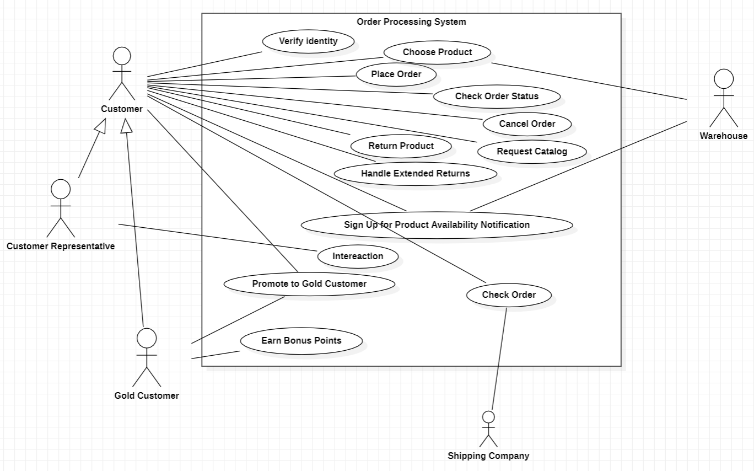 Order Processing System
Verify identity
Choose Product
Place Order
Check Order Status
Customer
Cancel Order
Warehouse
Return Product
Request Catalog
Handle Extended Returns
Sign Up for Product Availability Notification
Customer Representative
Intereaction
Promote to Gold Customer
Check Order
Earn Bonus Points
Gold Customer
Shipping Company